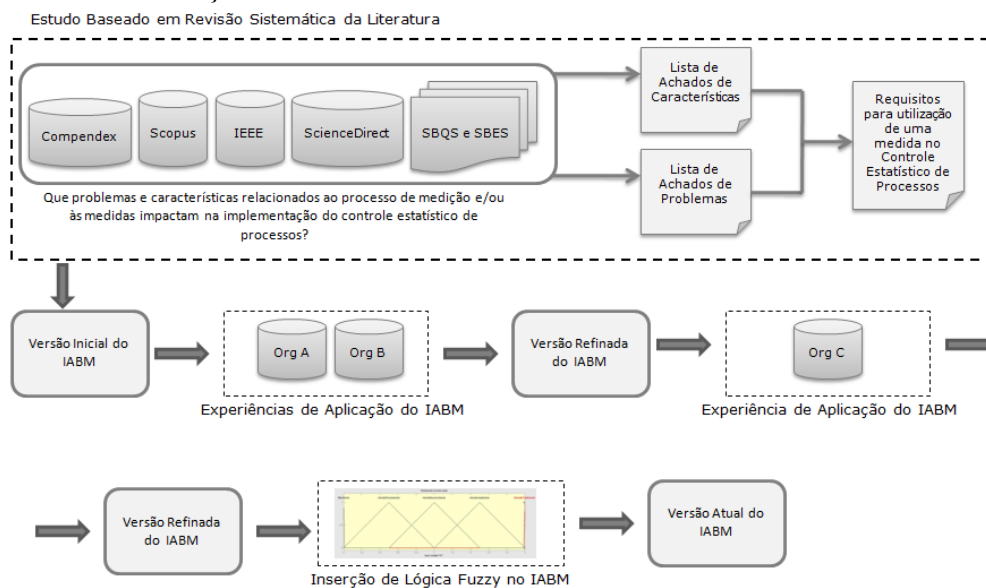 Estudo Baseado em Revisão Sistemática da Literatura
Compendex
Scopus
IEEE
ScienceDirect
SBQS e SBES
Que problemas e características relacionados ao processo de medição e/ou
às medidas impactam na implementação do controle estatístico de
processos?
Lista de
Achados de
Características
Lista de
Achados de
Problemas
Requisitos
para utilização
de uma
medida no
Controle
Estatístico de
Processos
Versão Inicial do
IABM
Org A
Org B
Experiências de Aplicação do IABM
Versão Refinada
do IABM
Org C
Experiência de Aplicação do IABM
Versão Refinada
do IABM
Inserção de Lógica Fuzzy no IABM
Versão Atual do
IABM